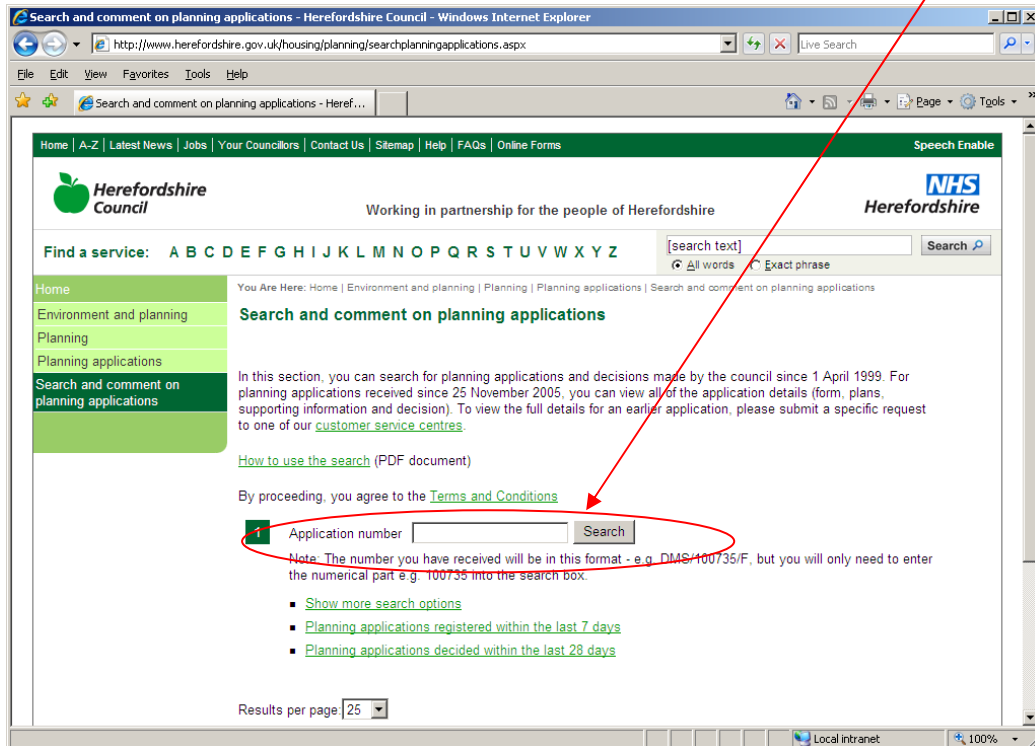 Search and comment on planning applications - Herefordshire Council - Windows Internet Explorer
http://www.herefordshire.gov.uk/housing/planning/searchplanningapplications.aspx
Live Search
File Edit View Favorites Tools Help
Search and comment on planning applications - Heref...
Page Tools »
Home | A-Z | Latest News | Jobs | Your Councillors | Contact Us | Sitemap | Help | FAQs | Online Forms Speech Enable
Herefordshire
Council
Working in partnership for the people of Herefordshire
NHS
Herefordshire
Find a service: A B C D E F G H I J K L M N O P Q R S T U V W X Y Z
[search text] Search
All words Exact phrase
Home
Environment and planning
Planning
Planning applications
Search and comment on
planning applications
You Are Here: Home | Environment and planning | Planning | Planning applications | Search and comment on planning applications
Search and comment on planning applications
In this section, you can search for planning applications and decisions made by the council since 1 April 1999. For
planning applications received since 25 November 2005, you can view all of the application details (form, plans,
supporting information and decision). To view the full details for an earlier application, please submit a specific request
to one of our customer service centres.
How to use the search (PDF document)
By proceeding, you agree to the Terms and Conditions
1 Application number Search
Note: The number you have received will be in this format - e.g. DMS/100735/F, but you will only need to enter
the numerical part e.g. 100735 into the search box.
Show more search options
Planning applications registered within the last 7 days
Planning applications decided within the last 28 days
Results per page: 25
Local intranet 100%